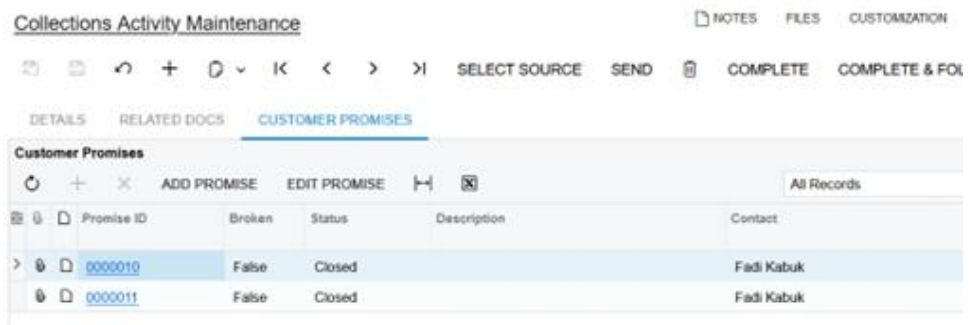 Collections Activity Maintenance
NOTES FILES CUSTOMIZATION
SELECT SOURCE SEND COMPLETE COMPLETE & FOL
DETAILS RELATED DOCS CUSTOMER PROMISES
Customer Promises
ADD PROMISE EDIT PROMISE All Records
Promise ID Broken Status Description Contact
0000010 False Closed Fadi Kabuk
0000011 False Closed Fadi Kabuk